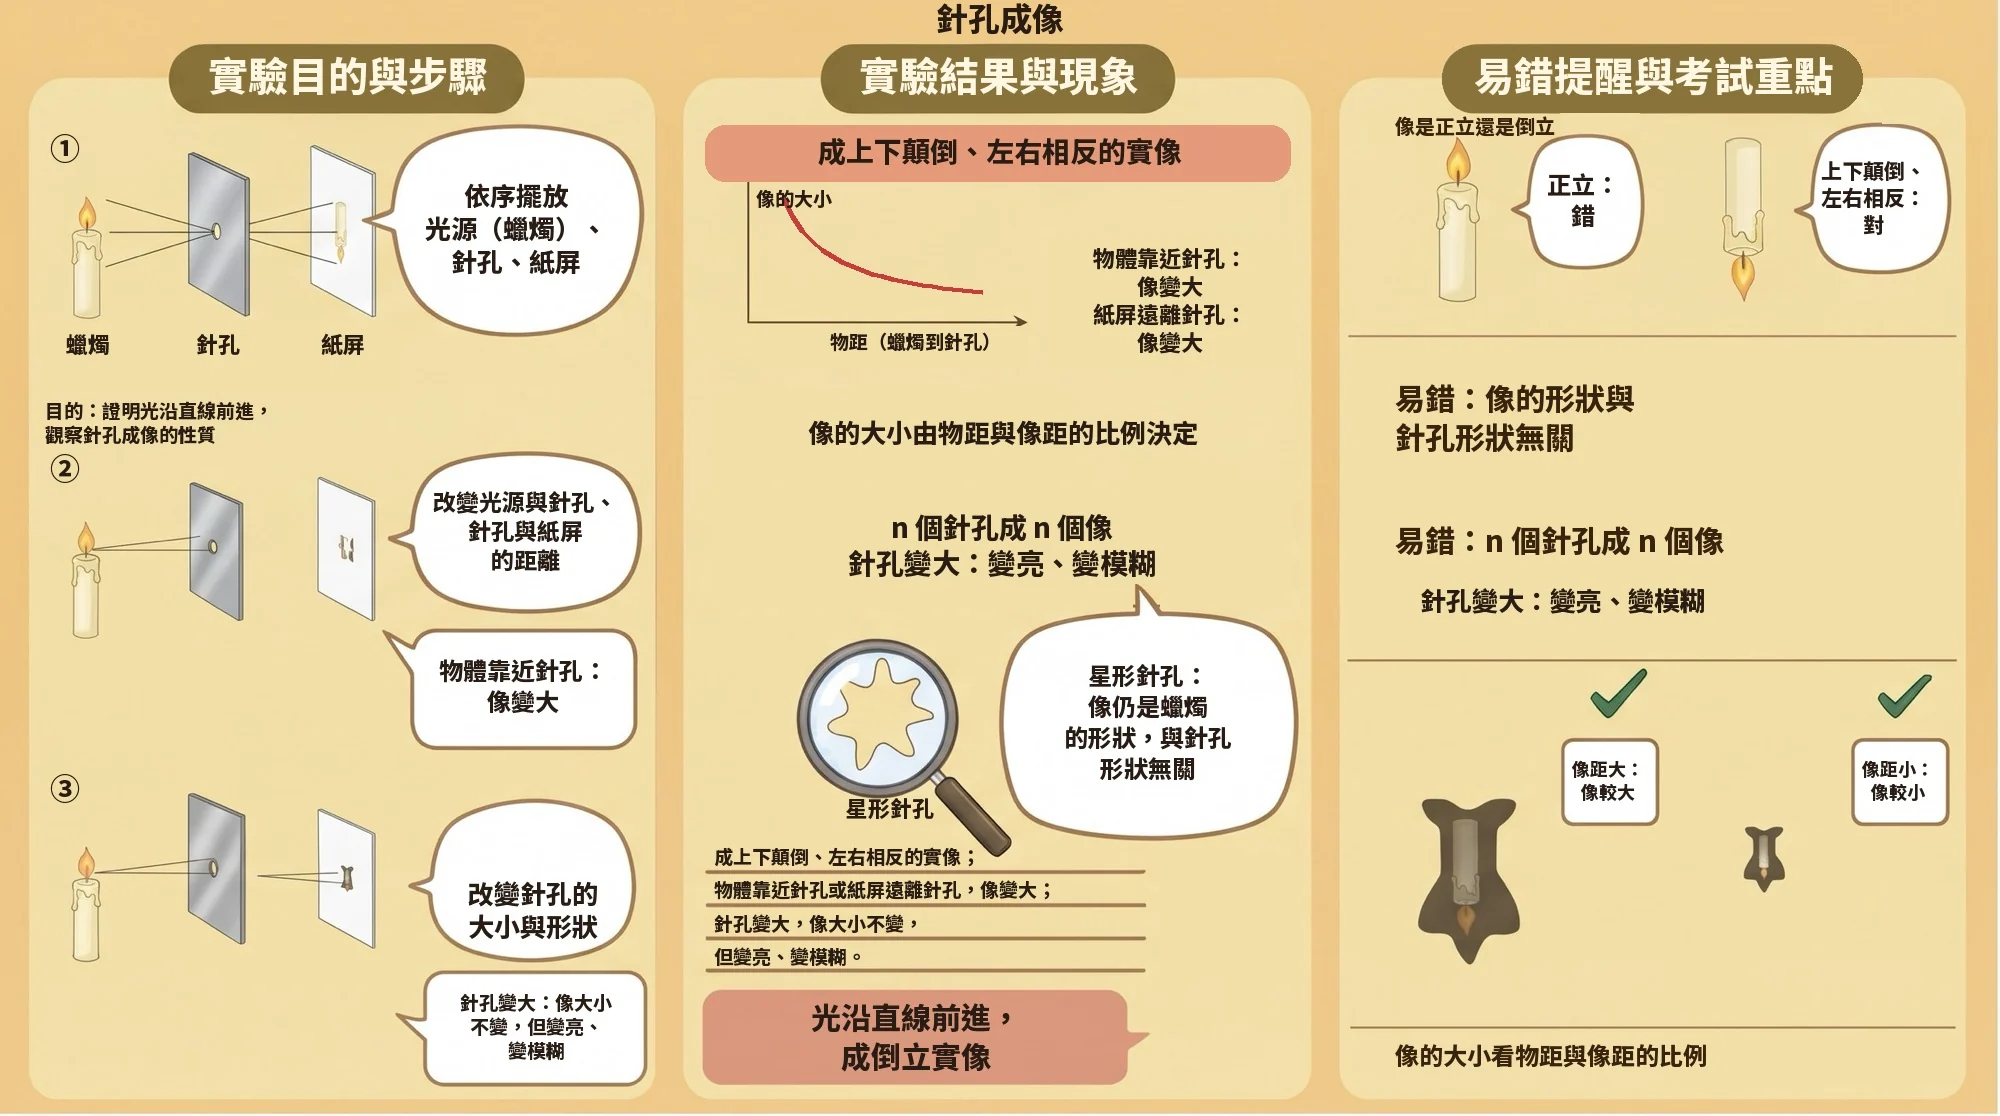 針孔成像
實驗目的與步驟
①
依序擺放
光源（蠟燭）、
針孔、紙屏
蠟燭
針孔
紙屏
目的：證明光沿直線前進，
觀察針孔成像的性質
②
改變光源與針孔、
針孔與紙屏
的距離
物體靠近針孔：
像變大
③
改變針孔的
大小與形狀
針孔變大：像大小
不變，但變亮、
變模糊
實驗結果與現象
成上下顛倒、左右相反的實像
像的大小
物距（蠟燭到針孔）
物體靠近針孔：
像變大
紙屏遠離針孔：
像變大
像的大小由物距與像距的比例決定
n 個針孔成 n 個像
針孔變大：變亮、變模糊
星形針孔：
像仍是蠟燭
的形狀，與針孔
形狀無關
星形針孔
成上下顛倒、左右相反的實像；
物體靠近針孔或紙屏遠離針孔，像變大；
針孔變大，像大小不變，
但變亮、變模糊。
光沿直線前進，
成倒立實像
易錯提醒與考試重點
像是正立還是倒立
正立：
錯
上下顛倒、
左右相反：
對
易錯：像的形狀與
針孔形狀無關
易錯：n 個針孔成 n 個像
針孔變大：變亮、變模糊
像距大：
像較大
像距小：
像較小
像的大小看物距與像距的比例